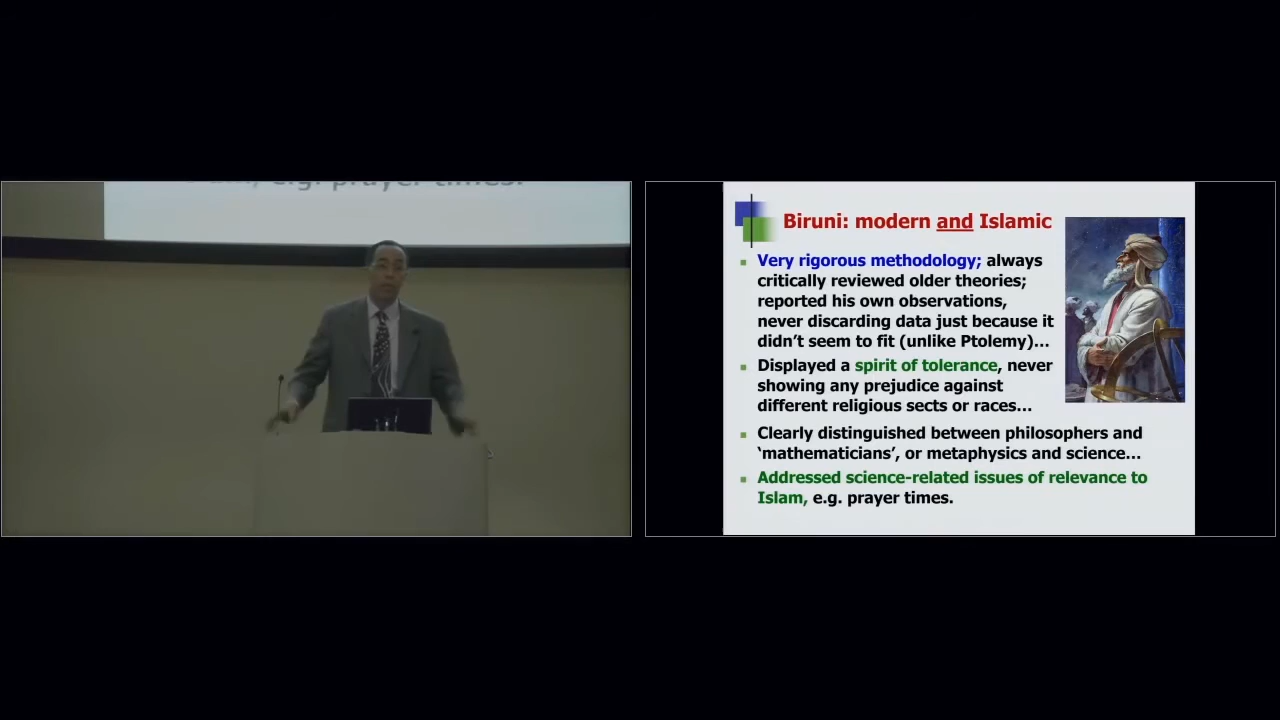 e.g. prayer times.
Biruni: modern and Islamic
Very rigorous methodology; always
critically reviewed older theories;
reported his own observations,
never discarding data just because it
didn’t seem to fit (unlike Ptolemy)…
Displayed a spirit of tolerance, never
showing any prejudice against
different religious sects or races…
Clearly distinguished between philosophers and
‘mathematicians’, or metaphysics and science…
Addressed science-related issues of relevance to
Islam, e.g. prayer times.